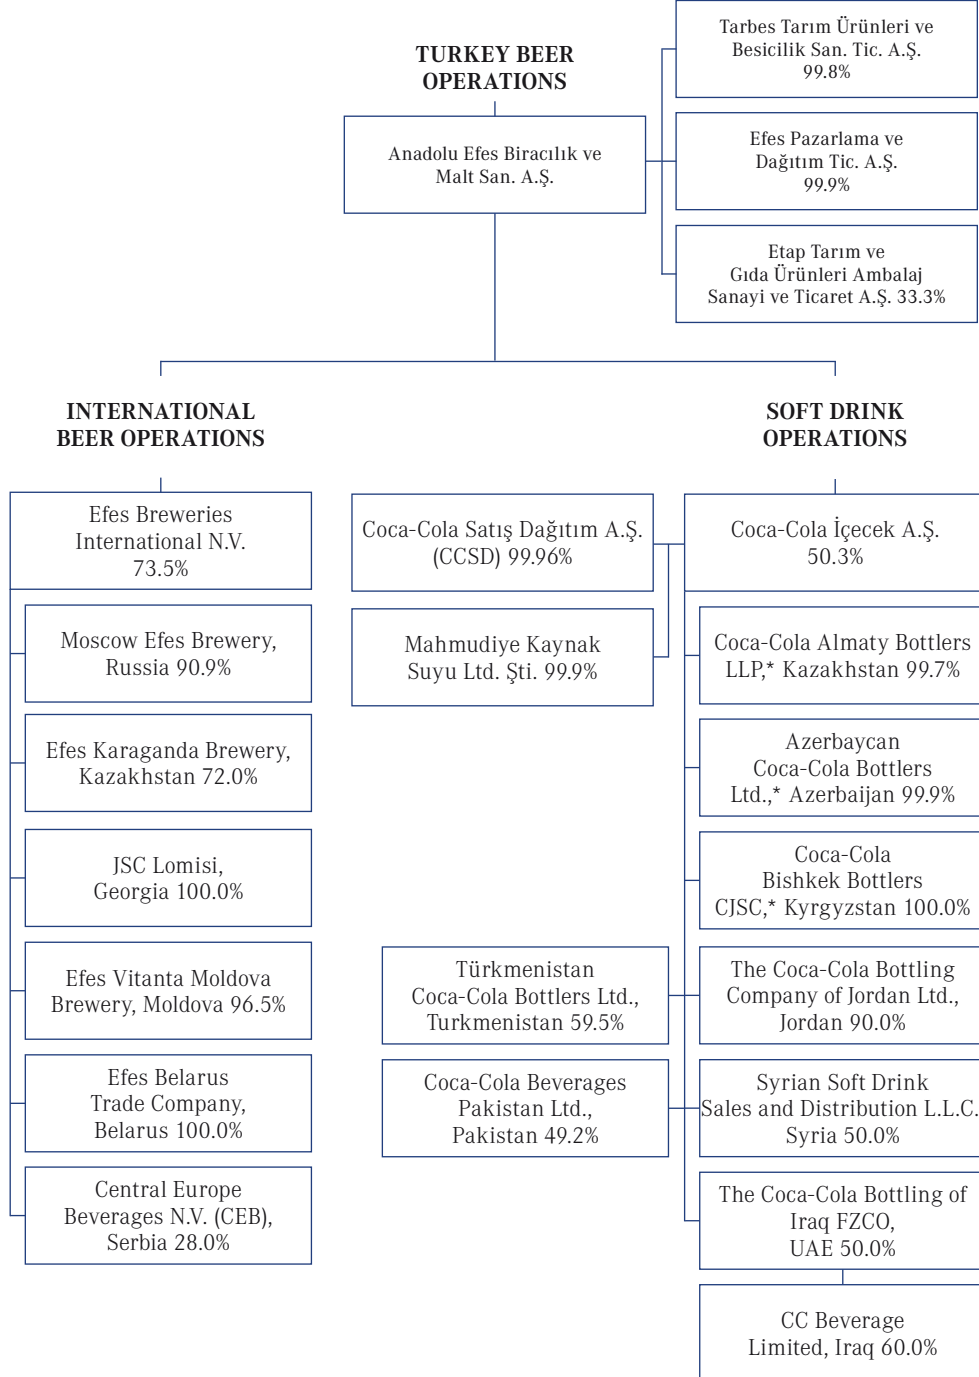 TURKEY BEER
OPERATIONS
Anadolu Efes Biracılık ve
Malt San. A.Ş.
Tarbes Tarım Ürünleri ve
Besicilik San. Tic. A.Ş.
99.8%
Efes Pazarlama ve
Dağıtım Tic. A.Ş.
99.9%
Etap Tarım ve
Gıda Ürünleri Ambalaj
Sanayi ve Ticaret A.Ş. 33.3%
INTERNATIONAL
BEER OPERATIONS
Efes Breweries
International N.V.
73.5%
Moscow Efes Brewery,
Russia 90.9%
Efes Karaganda Brewery,
Kazakhstan 72.0%
JSC Lomisi,
Georgia 100.0%
Efes Vitanta Moldova
Brewery, Moldova 96.5%
Efes Belarus
Trade Company,
Belarus 100.0%
Central Europe
Beverages N.V. (CEB),
Serbia 28.0%
SOFT DRINK
OPERATIONS
Coca-Cola Satış Dağıtım A.Ş.
(CCSD) 99.96%
Mahmudiye Kaynak
Suyu Ltd. Şti. 99.9%
Coca-Cola İçecek A.Ş.
50.3%
Coca-Cola Almaty Bottlers
LLP,* Kazakhstan 99.7%
Azerbaycan
Coca-Cola Bottlers
Ltd.,* Azerbaijan 99.9%
Coca-Cola
Bishkek Bottlers
CJSC,* Kyrgyzstan 100.0%
Türkmenistan
Coca-Cola Bottlers Ltd.,
Turkmenistan 59.5%
The Coca-Cola Bottling
Company of Jordan Ltd.,
Jordan 90.0%
Coca-Cola Beverages
Pakistan Ltd.,
Pakistan 49.2%
Syrian Soft Drink
Sales and Distribution L.L.C.
Syria 50.0%
The Coca-Cola Bottling of
Iraq FZCO,
UAE 50.0%
CC Beverage
Limited, Iraq 60.0%